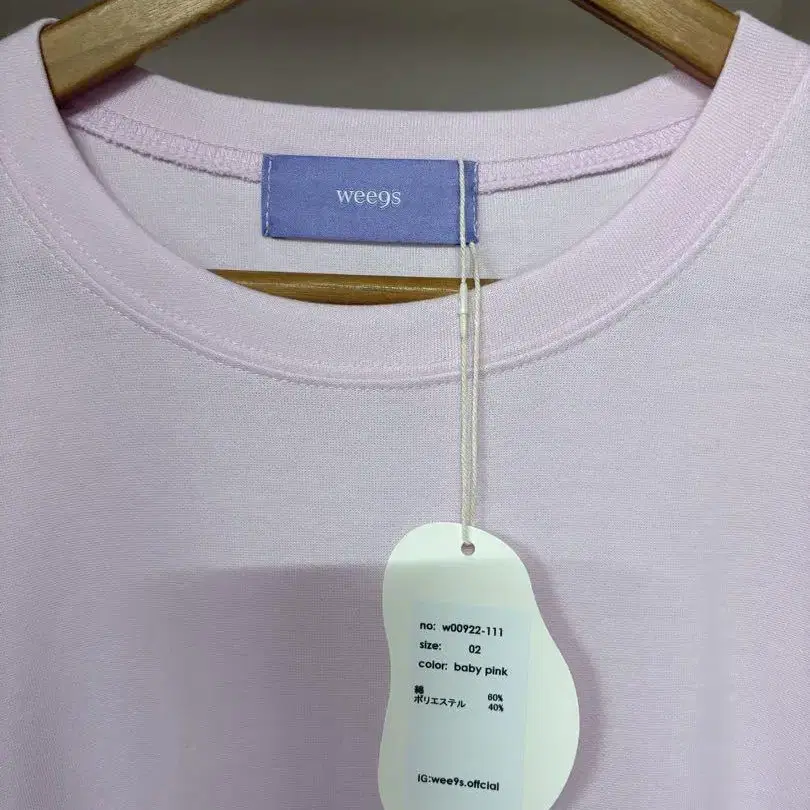 wee9s
no: w00922-111
size: 02
color: baby pink
綿 60%
ポリエステル 40%
iG:wee9s.offcial